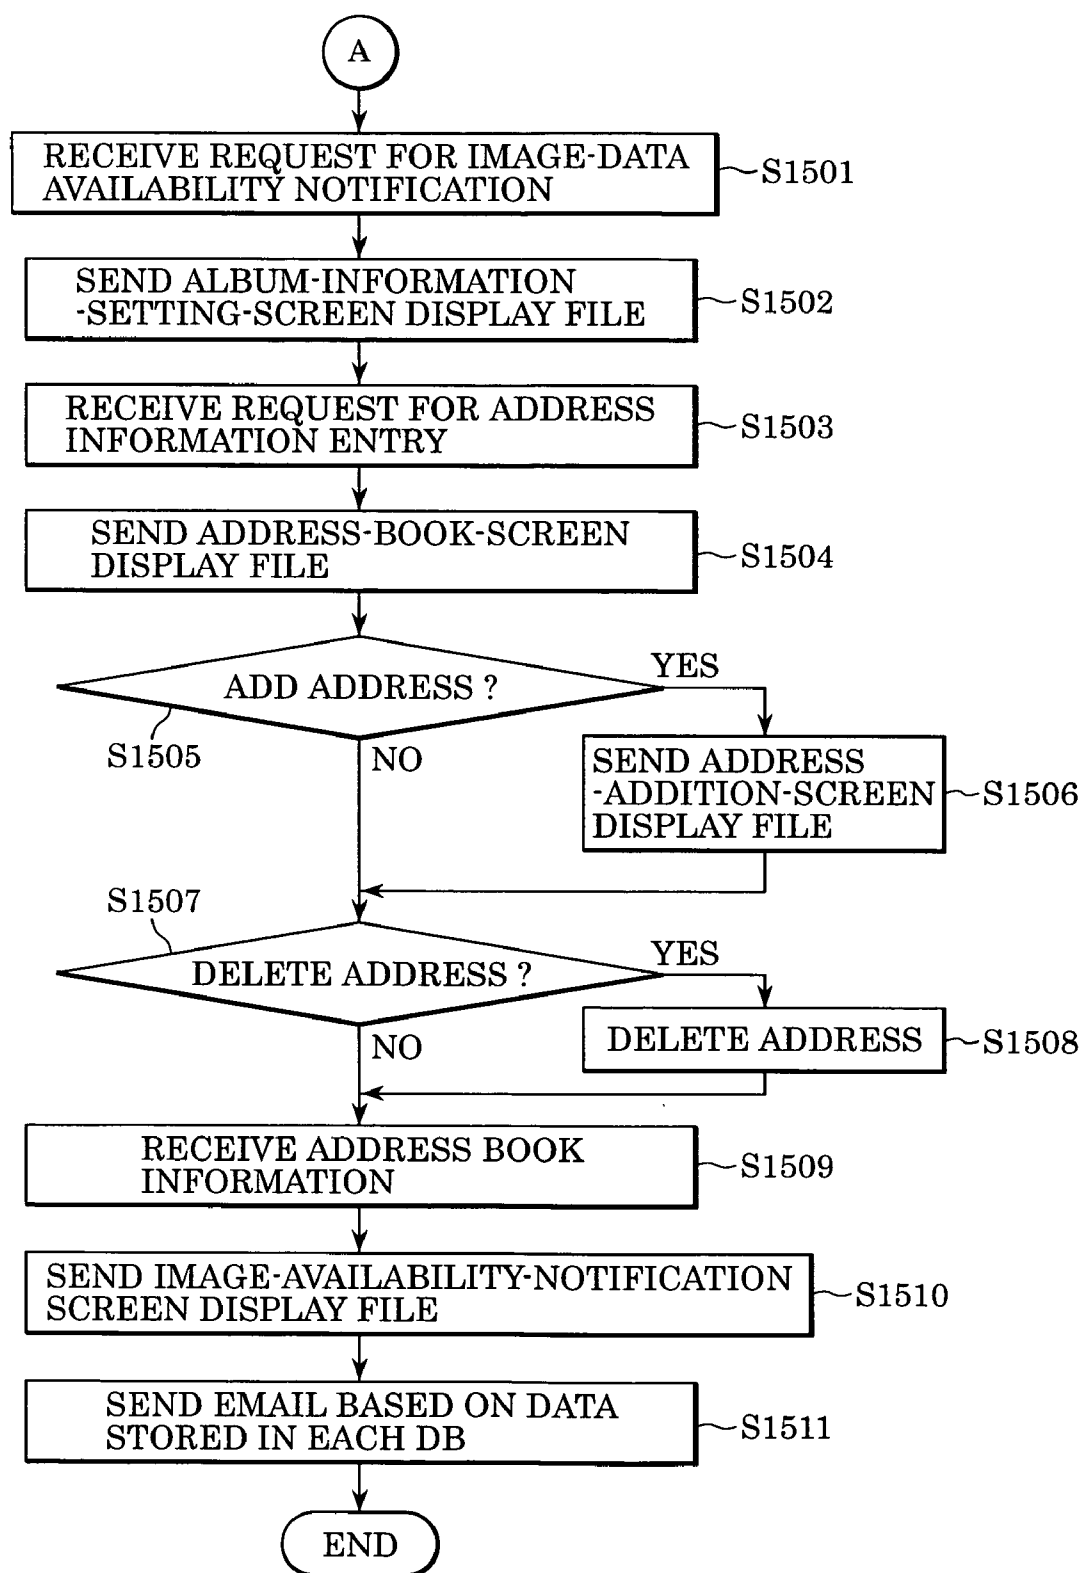 A
RECEIVE REQUEST FOR IMAGE-DATA
AVAILABILITY NOTIFICATION
S1501
SEND ALBUM-INFORMATION
-SETTING-SCREEN DISPLAY FILE
S1502
RECEIVE REQUEST FOR ADDRESS
INFORMATION ENTRY
S1503
SEND ADDRESS-BOOK-SCREEN
DISPLAY FILE
S1504
ADD ADDRESS ?
YES
S1505
NO
SEND ADDRESS
-ADDITION-SCREEN
DISPLAY FILE
S1506
S1507
DELETE ADDRESS ?
YES
NO
DELETE ADDRESS
S1508
RECEIVE ADDRESS BOOK
INFORMATION
S1509
SEND IMAGE-AVAILABILITY-NOTIFICATION
SCREEN DISPLAY FILE
S1510
SEND EMAIL BASED ON DATA
STORED IN EACH DB
S1511
END